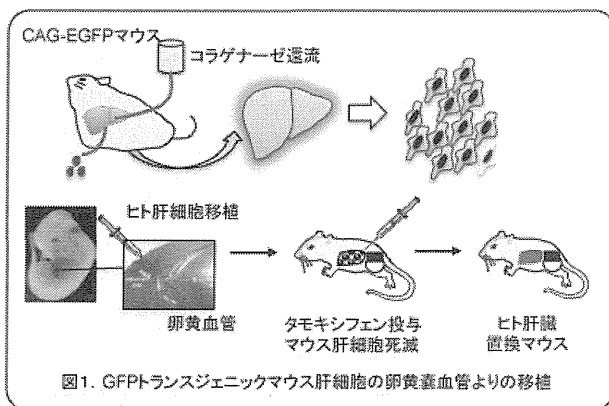 CAG-EGFPマウス
コラゲナーゼ還流
ヒト肝細胞移植
卵黄血管
タモキシフェン投与
マウス肝細胞死滅
ヒト肝臓
置換マウス
図1. GFPトランスジェニックマウス肝細胞の卵黄嚢血管よりの移植